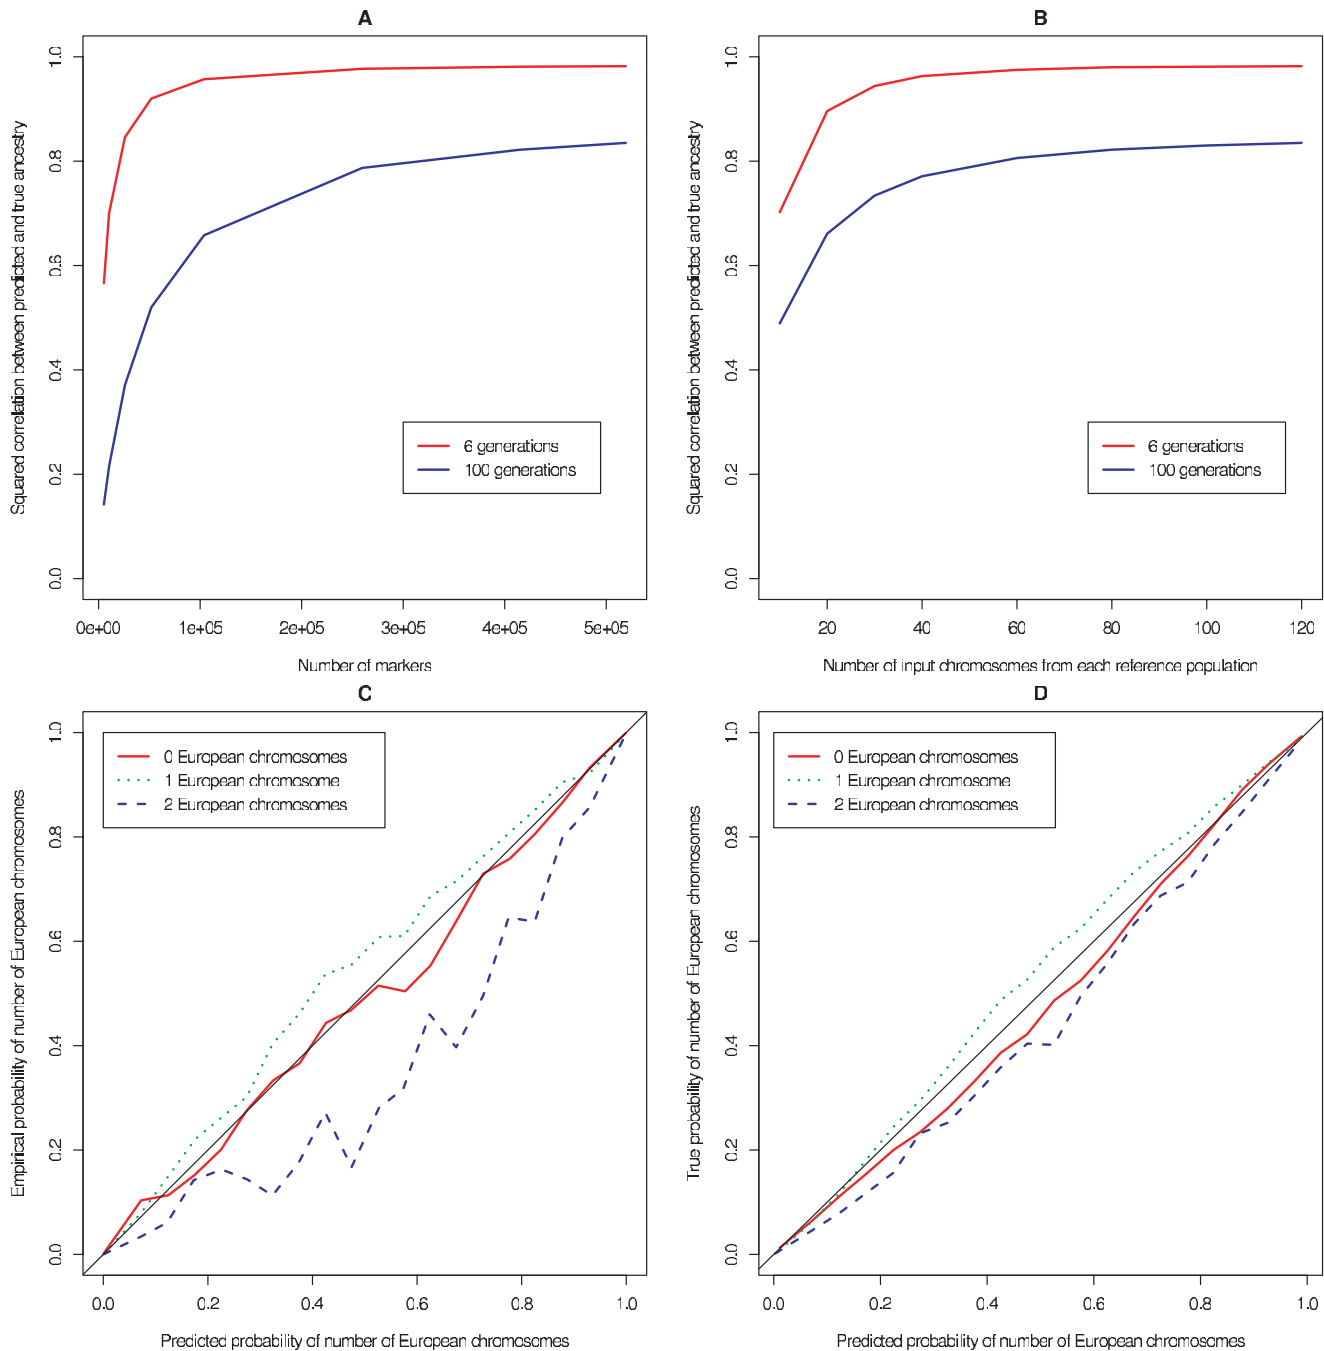 A
Squared correlation between predicted and true ancestry
1.0
0.8
0.6
0.4
0.2
0.0
6 generations
100 generations
0e+00 1e+05 2e+05 3e+05 4e+05 5e+05
Number of markers
B
Squared correlation between predicted and true ancestry
1.0
0.8
0.6
0.4
0.2
0.0
6 generations
100 generations
20 40 60 80 100 120
Number of input chromosomes from each reference population
C
Empirical probability of number of European chromosomes
1.0
0.8
0.6
0.4
0.2
0.0
0 European chromosomes
1 European chromosome
2 European chromosomes
0.0 0.2 0.4 0.6 0.8 1.0
Predicted probability of number of European chromosomes
D
True probability of number of European chromosomes
1.0
0.8
0.6
0.4
0.2
0.0
0 European chromosomes
1 European chromosome
2 European chromosomes
0.0 0.2 0.4 0.6 0.8 1.0
Predicted probability of number of European chromosomes